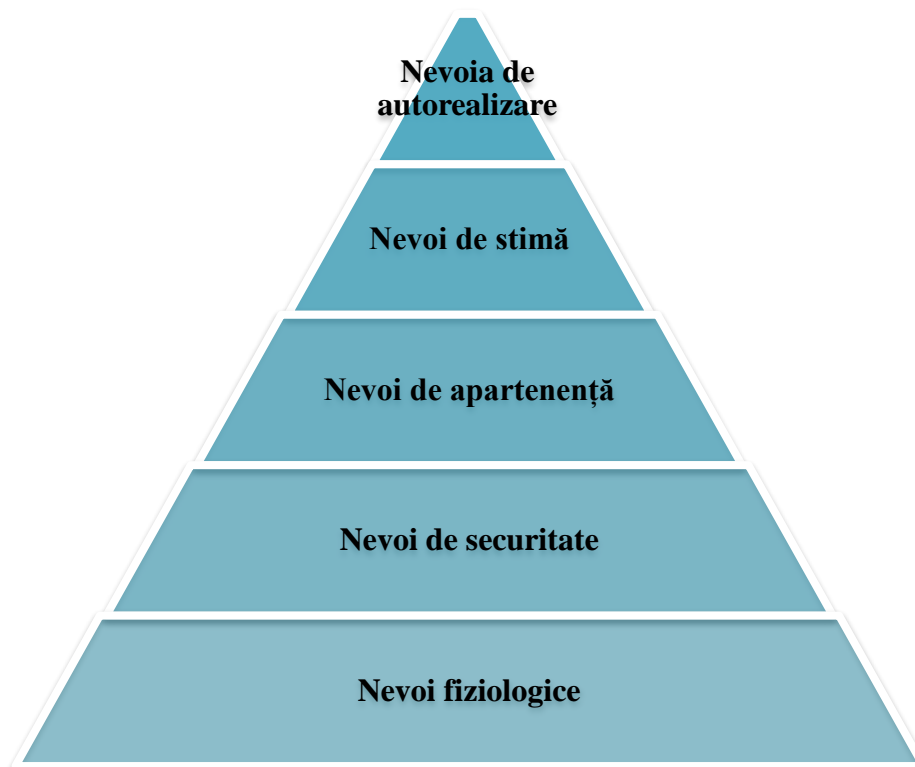 Nevoia de
autorealizare
Nevoi de stimă
Nevoi de apartenență
Nevoi de securitate
Nevoi fiziologice